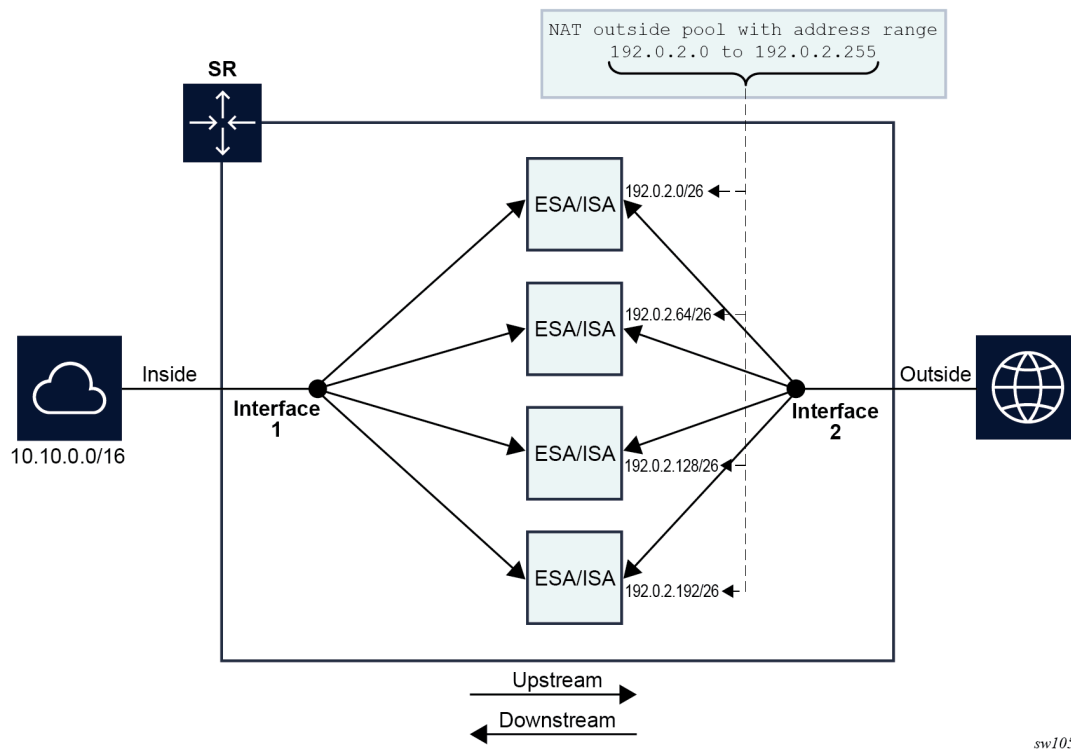 NAT outside pool with address range
192.0.2.0 to 192.0.2.255
SR
ESA/ISA
192.0.2.0/26
ESA/ISA
192.0.2.64/26
Inside
Outside
Interface
1
Interface
2
10.10.0.0/16
ESA/ISA
192.0.2.128/26
ESA/ISA
192.0.2.192/26
Upstream
Downstream
sw105